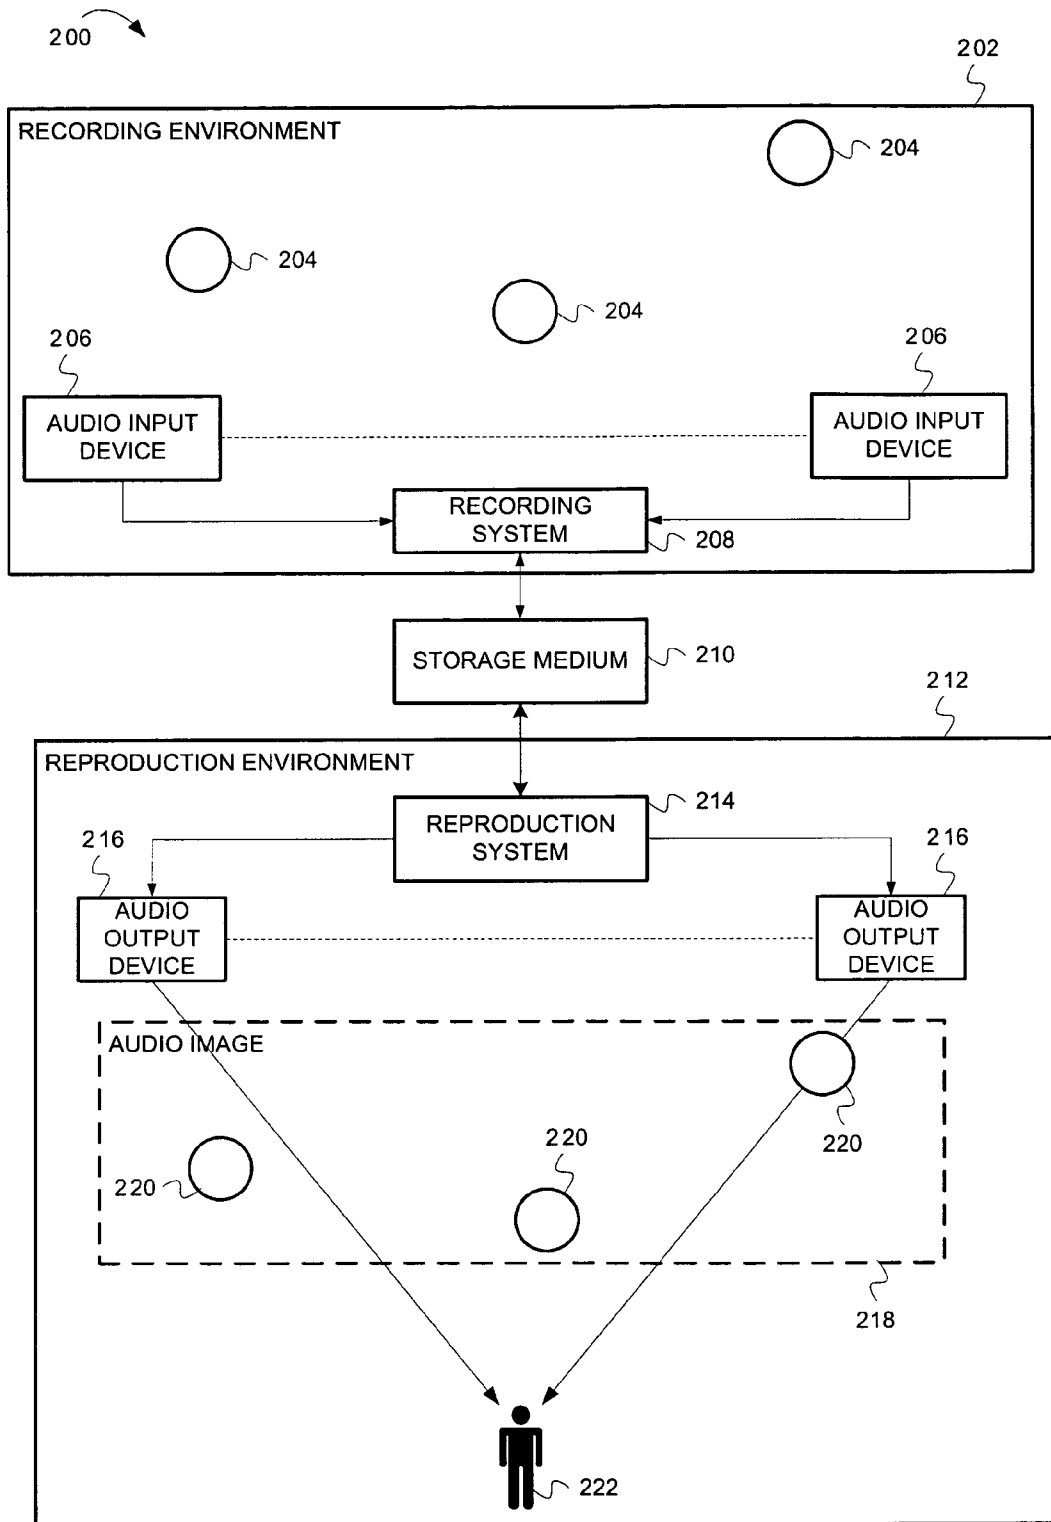 200
202
RECORDING ENVIRONMENT
204
204
204
206
206
AUDIO INPUT
DEVICE
AUDIO INPUT
DEVICE
RECORDING
SYSTEM
208
STORAGE MEDIUM
210
212
REPRODUCTION ENVIRONMENT
REPRODUCTION
SYSTEM
214
216
216
AUDIO
OUTPUT
DEVICE
AUDIO
OUTPUT
DEVICE
AUDIO IMAGE
220
220
220
218
222